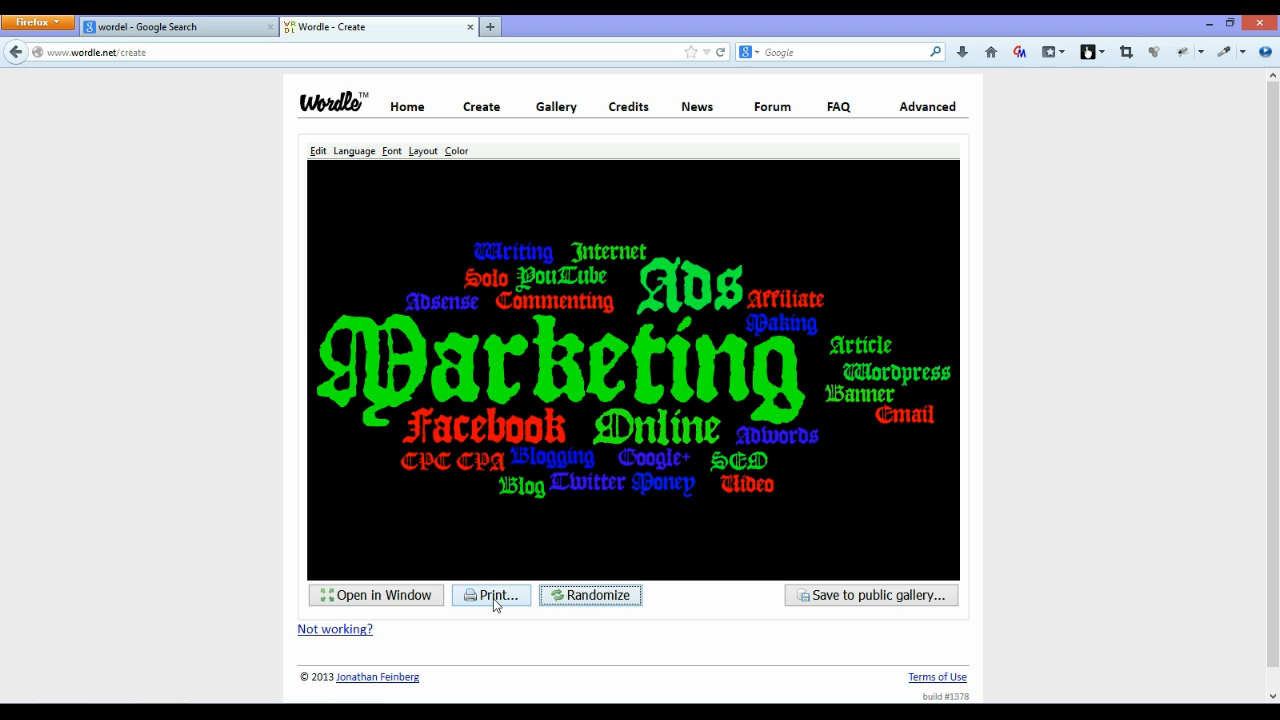 Firefox
wordel - Google Search
Wordle - Create
www.wordle.net/create
Google
Wordle™ Home Create Gallery Credits News Forum FAQ Advanced
Edit Language Font Layout Color
Writing Internet
Solo YouTube Ads
Adsense Commenting Affiliate
Making
Marketing Article
Wordpress
Banner
Email
Facebook Online Adwords
CPC CPA Blogging Google+ SEO
Blog Twitter Money Video
Open in Window Print... Randomize Save to public gallery...
Not working?
© 2013 Jonathan Feinberg Terms of Use
build #1378